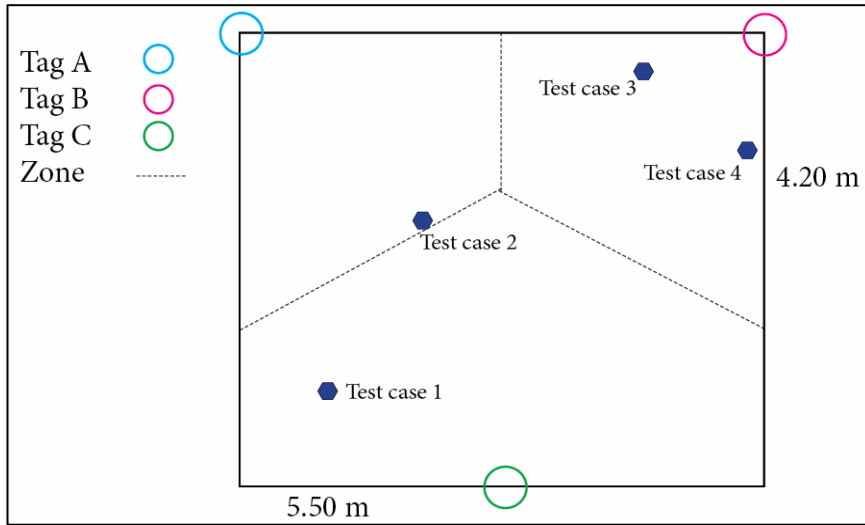 Tag A
Tag B
Tag C
Zone
Test case 3
Test case 4
4.20 m
Test case 2
Test case 1
5.50 m